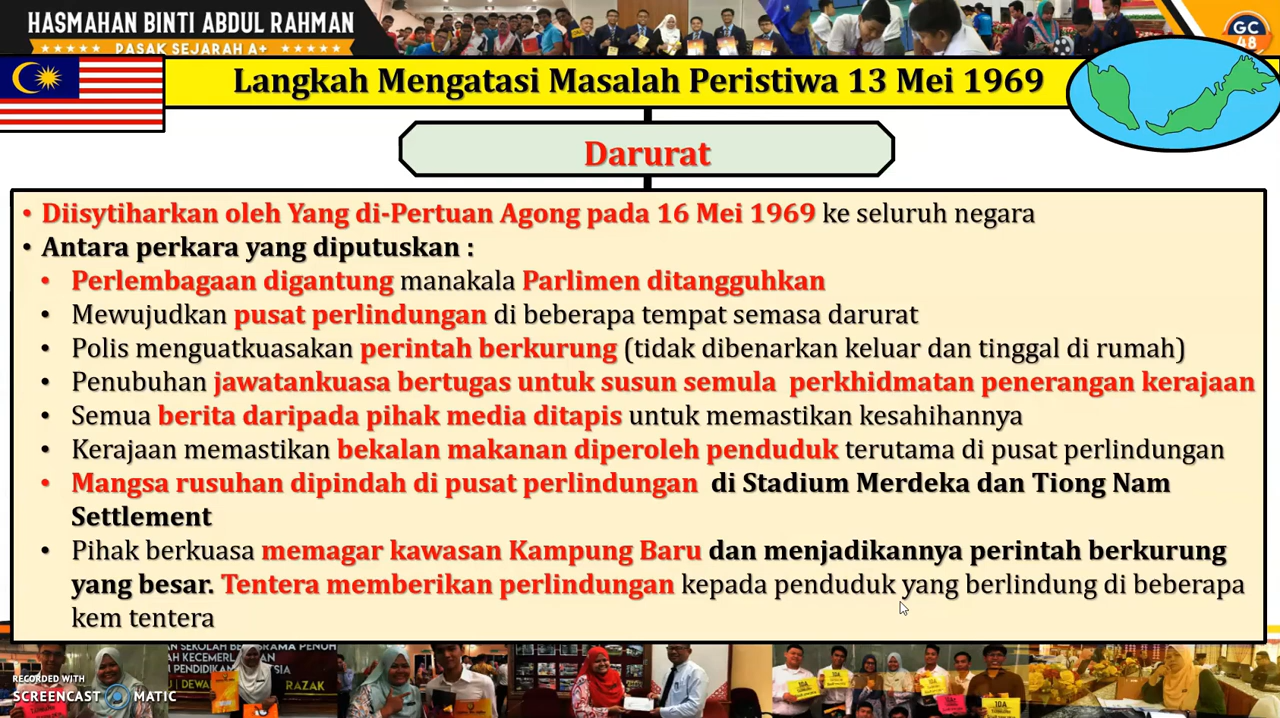 HASMAHAN BINTI ABDUL RAHMAN
PASAK SEJARAH A+
GC
48
Langkah Mengatasi Masalah Peristiwa 13 Mei 1969
Darurat
• Diisytiharkan oleh Yang di-Pertuan Agong pada 16 Mei 1969 ke seluruh negara
• Antara perkara yang diputuskan :
• Perlembagaan digantung manakala Parlimen ditangguhkan
• Mewujudkan pusat perlindungan di beberapa tempat semasa darurat
• Polis menguatkuasakan perintah berkurung (tidak dibenarkan keluar dan tinggal di rumah)
• Penubuhan jawatankuasa bertugas untuk susun semula perkhidmatan penerangan kerajaan
• Semua berita daripada pihak media ditapis untuk memastikan kesahihannya
• Kerajaan memastikan bekalan makanan diperoleh penduduk terutama di pusat perlindungan
• Mangsa rusuhan dipindah di pusat perlindungan di Stadium Merdeka dan Tiong Nam
Settlement
• Pihak berkuasa memagar kawasan Kampung Baru dan menjadikannya perintah berkurung
yang besar. Tentera memberikan perlindungan kepada penduduk yang berlindung di beberapa
kem tentera
RECORDED WITH
SCREENCAST MATIC
RAZAK